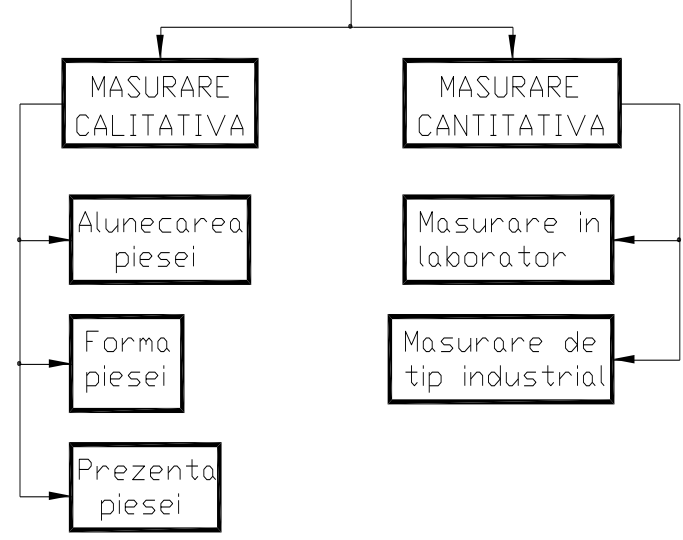 MASURARE
CALITATIVA
MASURARE
CANTITATIVA
Alunecarea
piesei
Masurare in
laborator
Forma
piesei
Masurare de
tip industrial
Prezenta
piesei